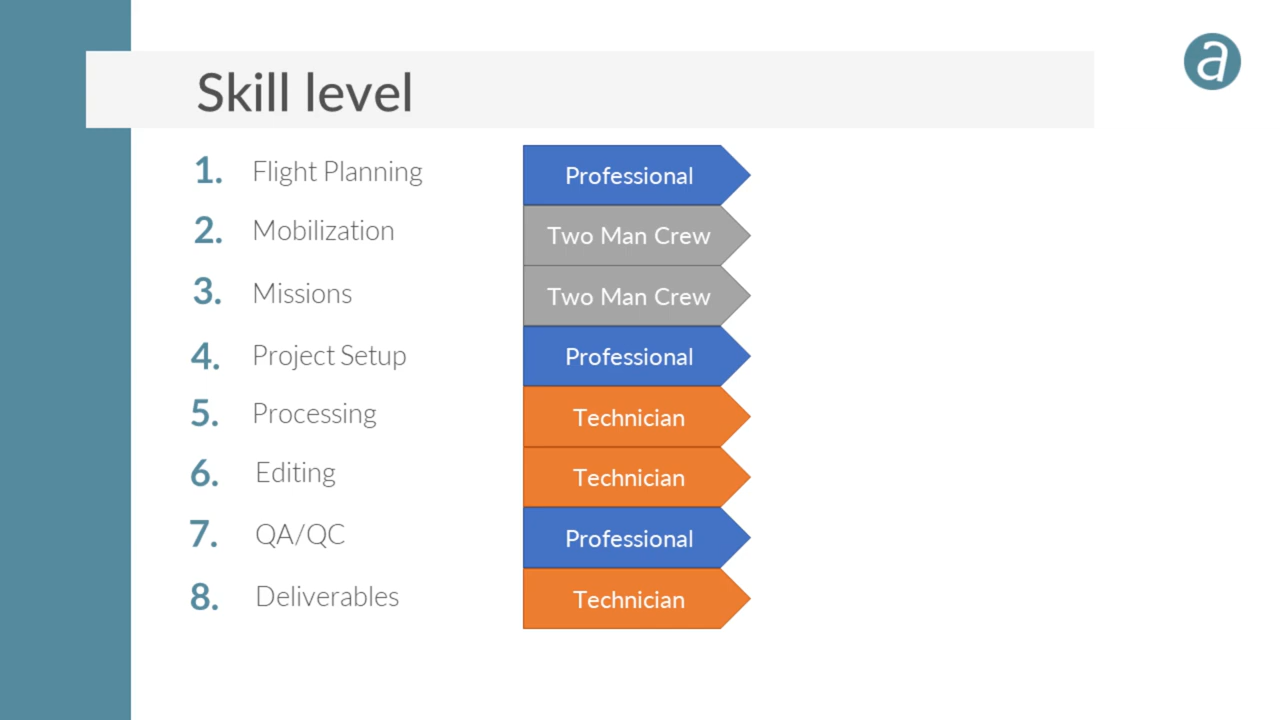 a
Skill level
1. Flight Planning Professional
2. Mobilization Two Man Crew
3. Missions Two Man Crew
4. Project Setup Professional
5. Processing Technician
6. Editing Technician
7. QA/QC Professional
8. Deliverables Technician